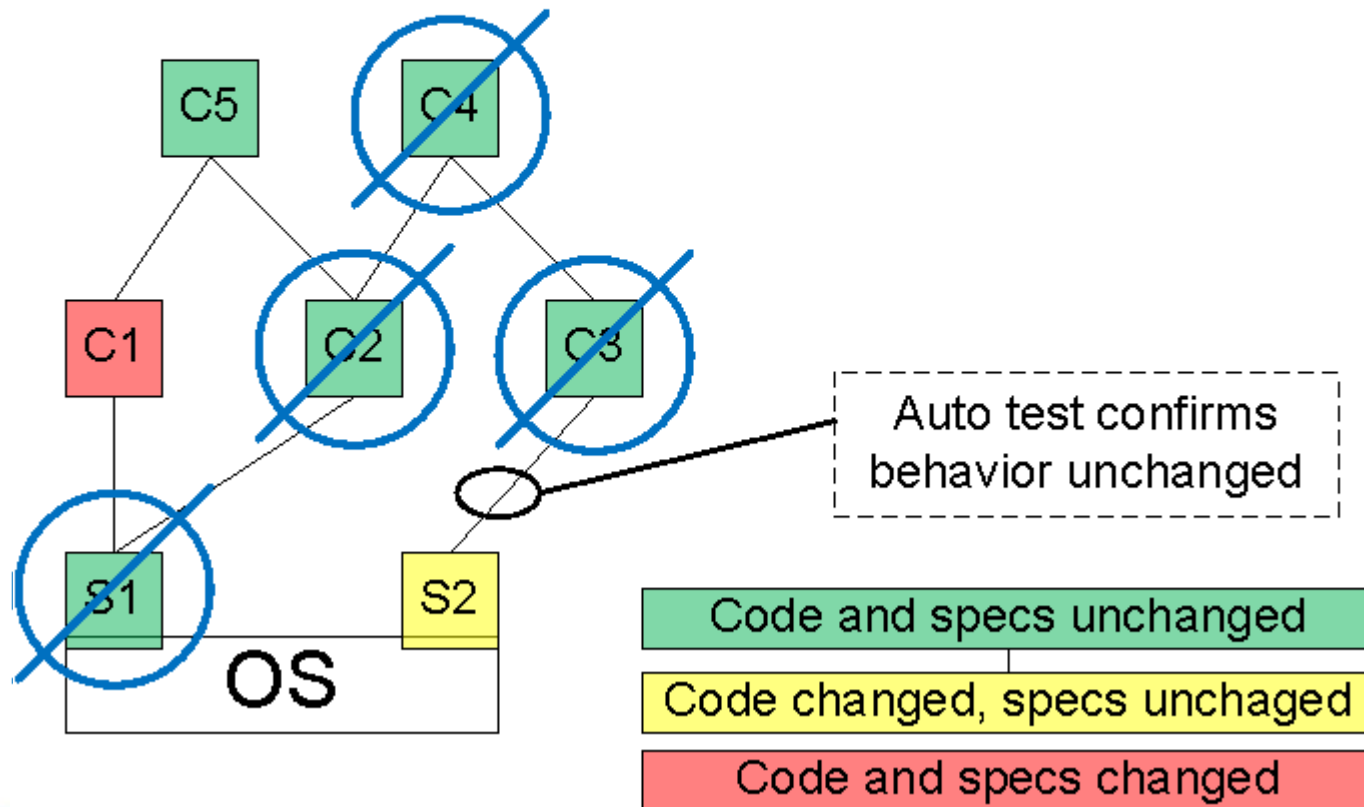 C5
C4
C1
C2
C3
Auto test confirms
behavior unchanged
S1
S2
OS
Code and specs unchanged
Code changed, specs unchaged
Code and specs changed